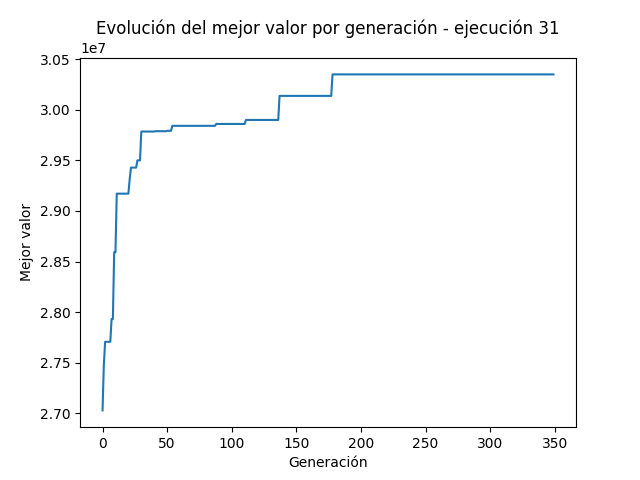 Evolución del mejor valor por generación - ejecución 31
1e7
3.05
3.00
2.95
2.90
2.85
2.80
2.75
2.70
Mejor valor
0 50 100 150 200 250 300 350
Generación